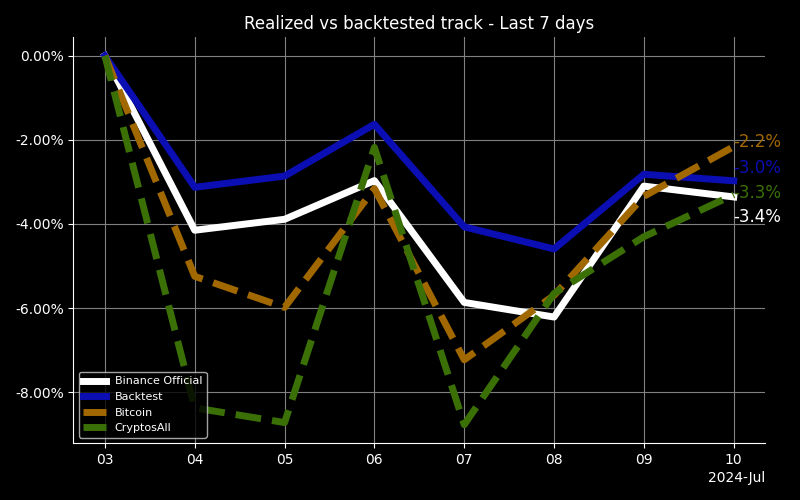 Realized vs backtested track - Last 7 days
0.00%
-2.00%
-4.00%
-6.00%
-8.00%
-2.2%
-3.0%
-3.3%
-3.4%
Binance Official
Backtest
Bitcoin
CryptosAll
03 04 05 06 07 08 09 10
2024-Jul